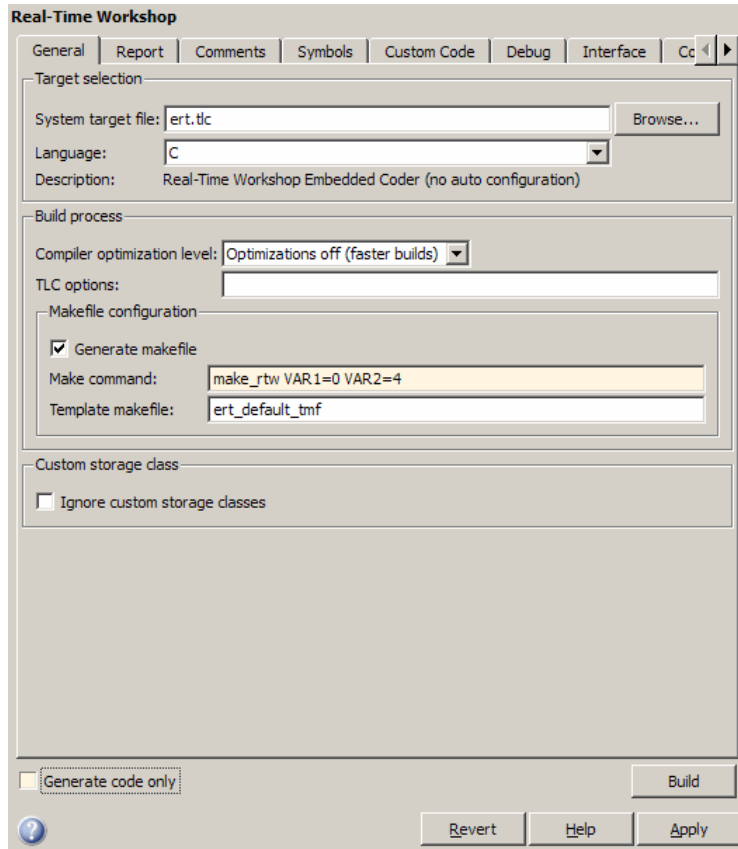 Real-Time Workshop
General Report Comments Symbols Custom Code Debug Interface Co
Target selection
System target file: ert.tlc Browse...
Language: C
Description: Real-Time Workshop Embedded Coder (no auto configuration)
Build process
Compiler optimization level: Optimizations off (faster builds)
TLC options:
Makefile configuration
Generate makefile
Make command: make_rtw VAR1=0 VAR2=4
Template makefile: ert_default_tmf
Custom storage class
Ignore custom storage classes
Generate code only Build
? Revert Help Apply